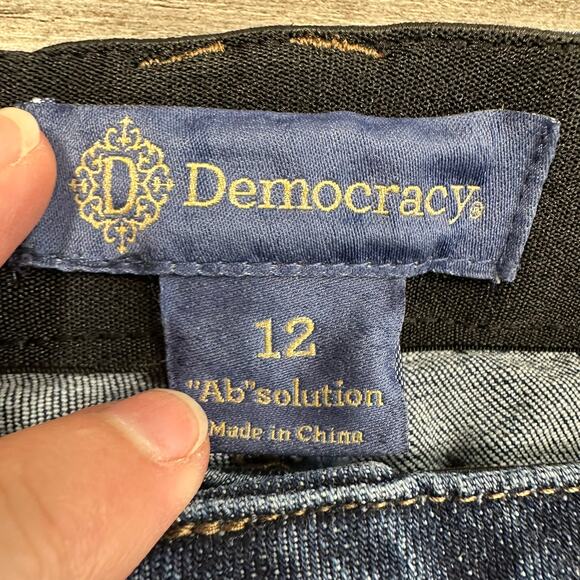 D Democracy®
12
"Ab"solution
Made in China